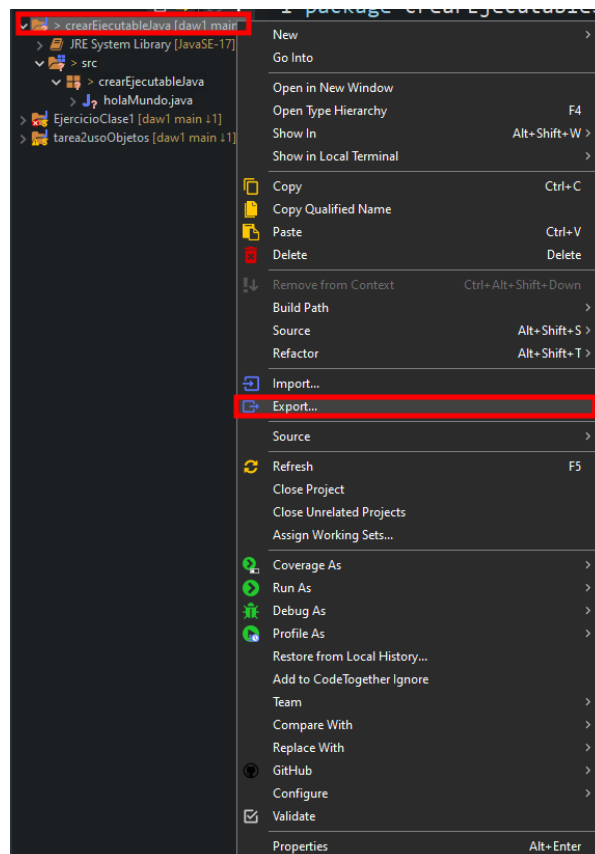 1 package crearEjecutable
> crearEjecutableJava [daw1 main
JRE System Library [JavaSE-17]
> src
> crearEjecutableJava
holaMundo.java
EjercicioClase1 [daw1 main ↓1]
tarea2usoObjetos [daw1 main ↓1]
New
Go Into
Open in New Window
Open Type Hierarchy F4
Show In Alt+Shift+W
Show in Local Terminal
Copy Ctrl+C
Copy Qualified Name
Paste Ctrl+V
Delete Delete
Remove from Context Ctrl+Alt+Shift+Down
Build Path
Source Alt+Shift+S
Refactor Alt+Shift+T
Import...
Export...
Source
Refresh F5
Close Project
Close Unrelated Projects
Assign Working Sets...
Coverage As
Run As
Debug As
Profile As
Restore from Local History...
Add to CodeTogether Ignore
Team
Compare With
Replace With
GitHub
Configure
Validate
Properties Alt+Enter